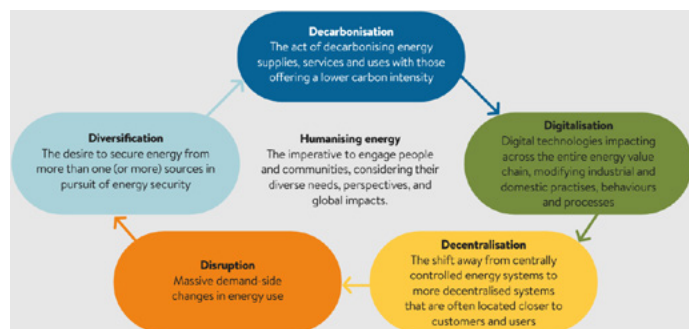 Decarbonisation
The act of decarbonising energy
supplies, services and uses with those
offering a lower carbon intensity
Diversification
The desire to secure energy from
more than one (or more) sources in
pursuit of energy security
Humanising energy
The imperative to engage people
and communities, considering their
diverse needs, perspectives, and
global impacts.
Digitalisation
Digital technologies impacting
across the entire energy value
chain, modifying industrial and
domestic practises, behaviours
and processes
Disruption
Massive demand-side
changes in energy use
Decentralisation
The shift away from centrally
controlled energy systems to
more decentralised systems
that are often located closer to
customers and users